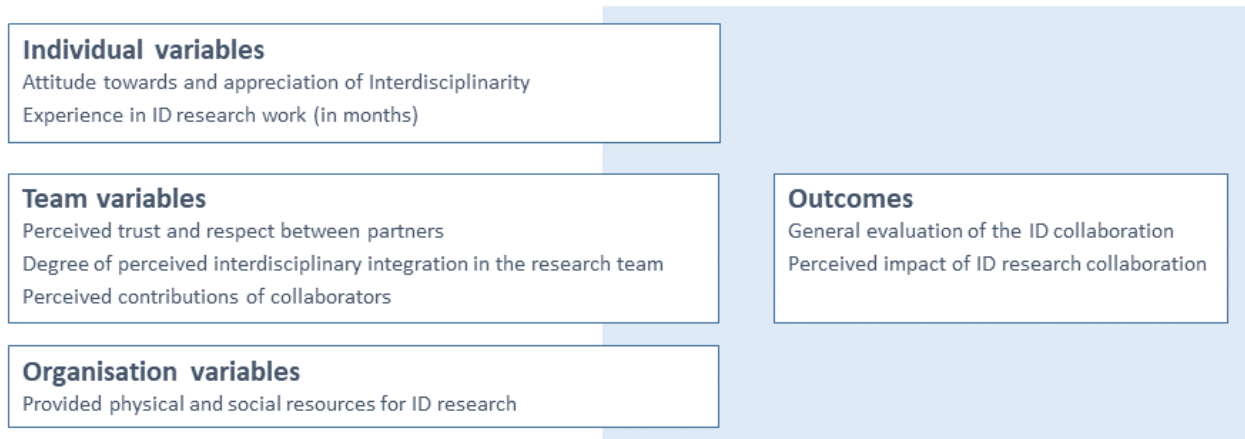 Individual variables
Attitude towards and appreciation of Interdisciplinarity
Experience in ID research work (in months)
Team variables
Perceived trust and respect between partners
Degree of perceived interdisciplinary integration in the research team
Perceived contributions of collaborators
Outcomes
General evaluation of the ID collaboration
Perceived impact of ID research collaboration
Organisation variables
Provided physical and social resources for ID research